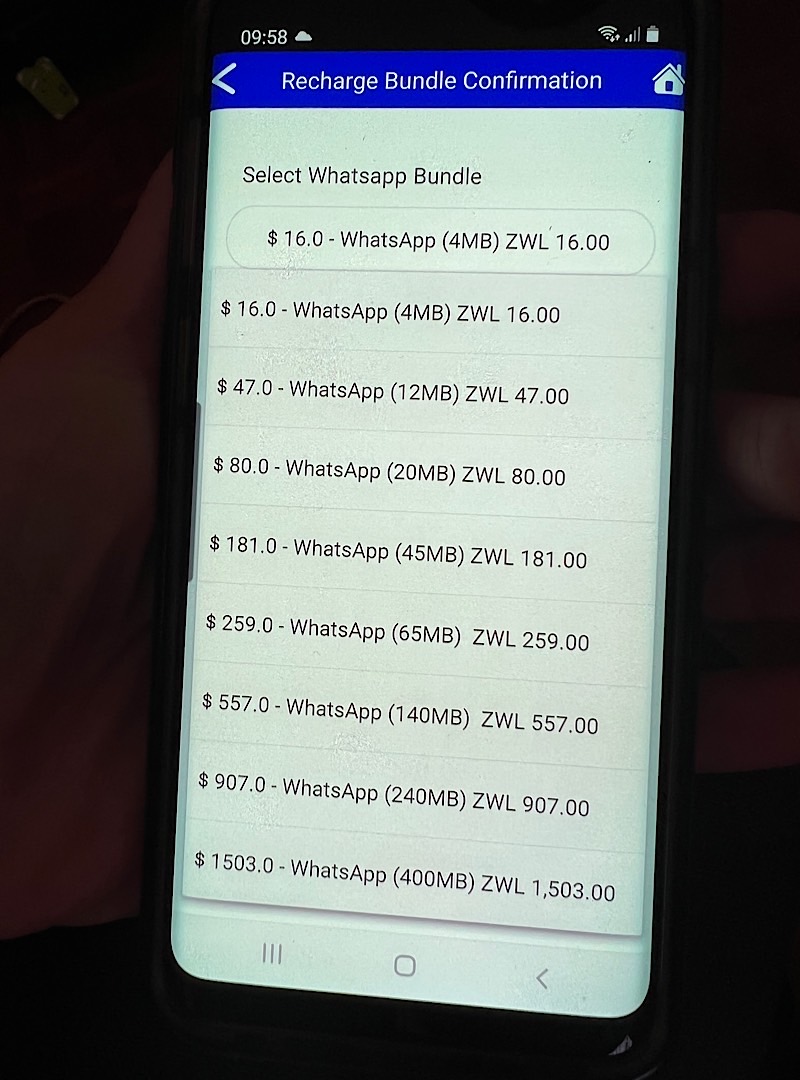 09:58
Recharge Bundle Confirmation
Select Whatsapp Bundle
$ 16.0 - WhatsApp (4MB) ZWL 16.00
$ 16.0 - WhatsApp (4MB) ZWL 16.00
$ 47.0 - WhatsApp (12MB) ZWL 47.00
$ 80.0 - WhatsApp (20MB) ZWL 80.00
$ 181.0 - WhatsApp (45MB) ZWL 181.00
$ 259.0 - WhatsApp (65MB) ZWL 259.00
$ 557.0 - WhatsApp (140MB) ZWL 557.00
$ 907.0 - WhatsApp (240MB) ZWL 907.00
$ 1503.0 - WhatsApp (400MB) ZWL 1,503.00